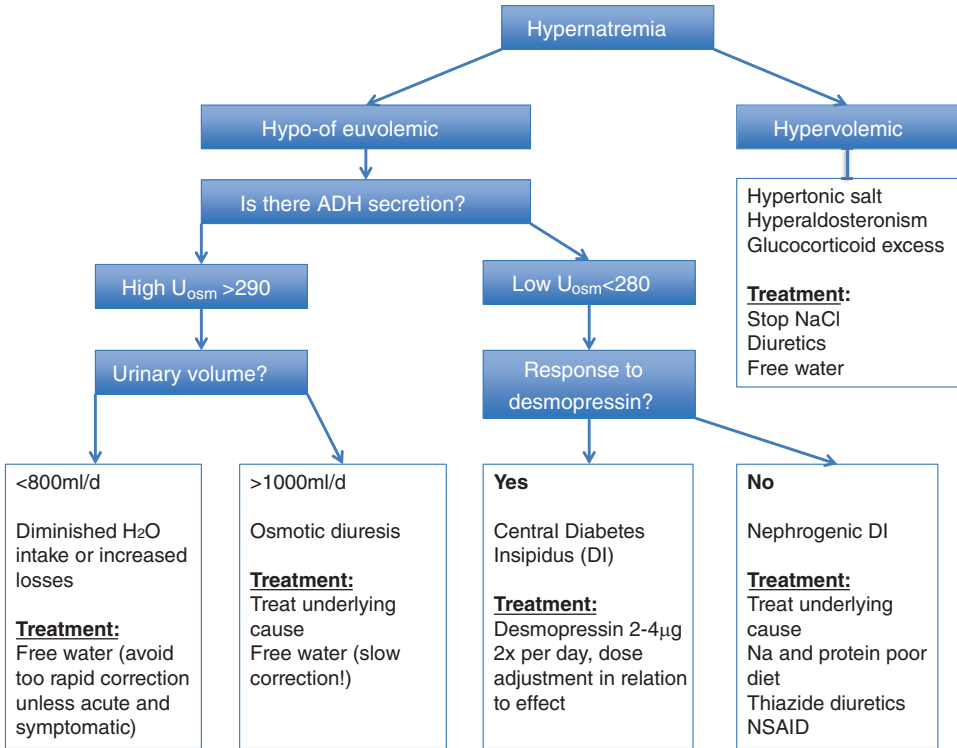 Hypernatremia
Hypo-of euvolemic
Hypervolemic
Is there ADH secretion?
Hypertonic salt
Hyperaldosteronism
Glucocorticoid excess
Treatment:
Stop NaCl
Diuretics
Free water
High Uosm >290
Low Uosm<280
Urinary volume?
Response to
desmopressin?
<800ml/d
Diminished H2O
intake or increased
losses
Treatment:
Free water (avoid
too rapid correction
unless acute and
symptomatic)
>1000ml/d
Osmotic diuresis
Treatment:
Treat underlying
cause
Free water (slow
correction!)
Yes
Central Diabetes
Insipidus (DI)
Treatment:
Desmopressin 2-4µg
2x per day, dose
adjustment in relation
to effect
No
Nephrogenic DI
Treatment:
Treat underlying
cause
Na and protein poor
diet
Thiazide diuretics
NSAID